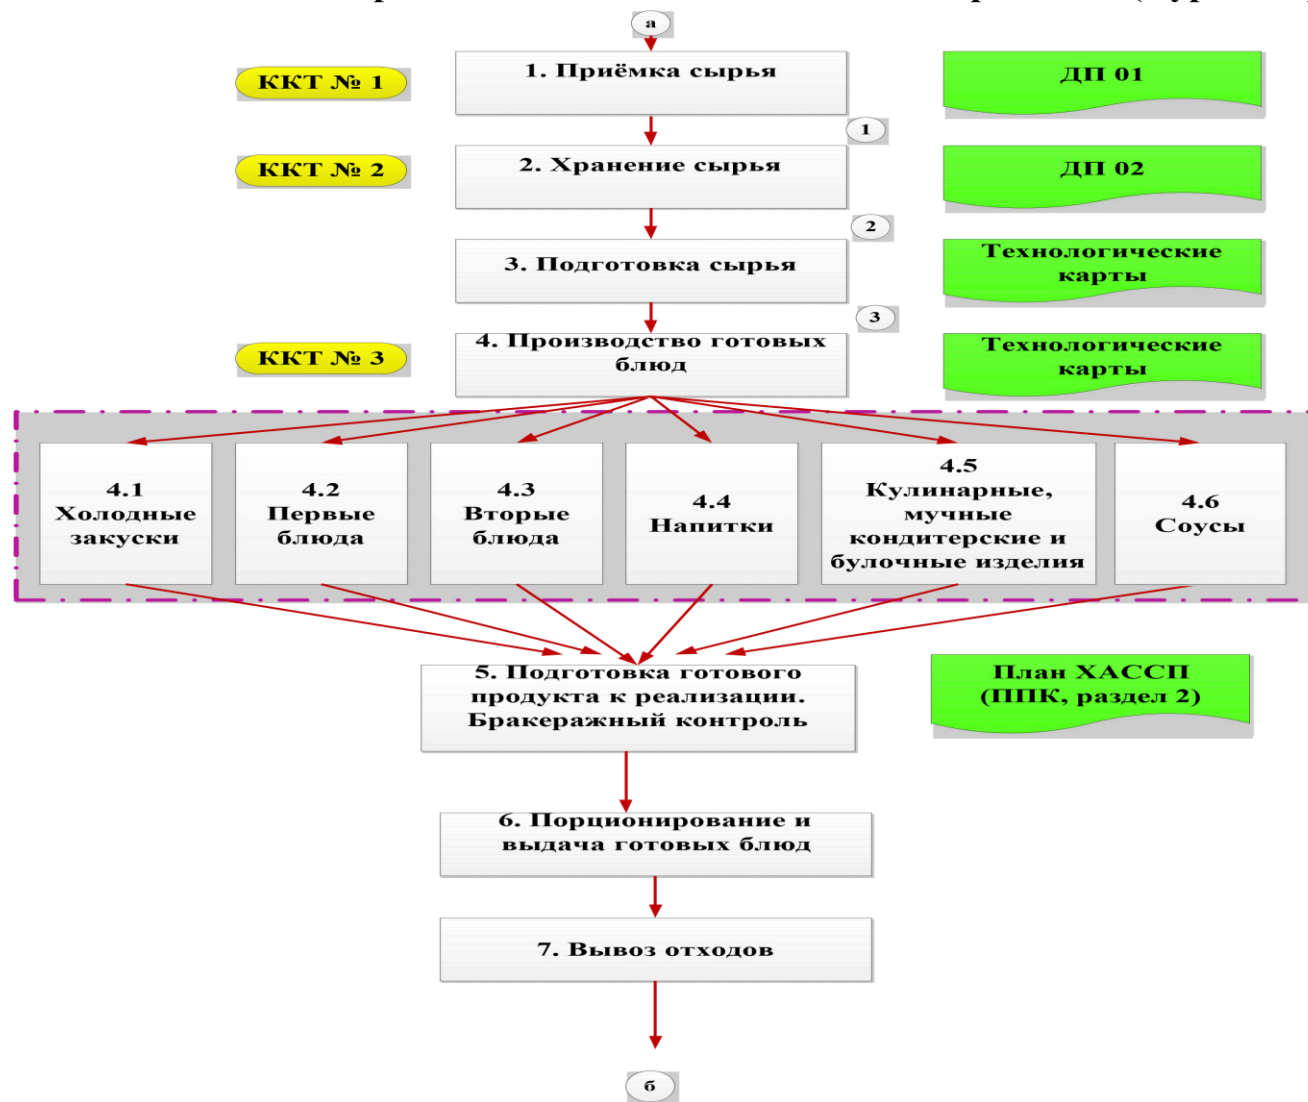 а
ККТ № 1
1. Приёмка сырья
ДП 01
1
ККТ № 2
2. Хранение сырья
ДП 02
2
3. Подготовка сырья
Технологические
карты
3
ККТ № 3
4. Производство готовых
блюд
Технологические
карты
4.1
Холодные
закуски
4.2
Первые
блюда
4.3
Вторые
блюда
4.4
Напитки
4.5
Кулинарные,
мучные
кондитерские и
булочные изделия
4.6
Соусы
5. Подготовка готового
продукта к реализации.
Бракеражный контроль
План ХАССП
(ППК, раздел 2)
6. Порционирование и
выдача готовых блюд
7. Вывоз отходов
б